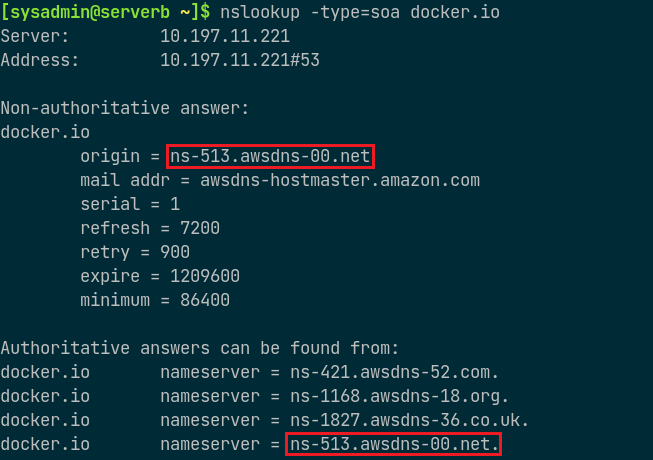 [sysadmin@serverb ~]$ nslookup -type=soa docker.io
Server:         10.197.11.221
Address:        10.197.11.221#53

Non-authoritative answer:
docker.io
        origin = ns-513.awsdns-00.net
        mail addr = awsdns-hostmaster.amazon.com
        serial = 1
        refresh = 7200
        retry = 900
        expire = 1209600
        minimum = 86400

Authoritative answers can be found from:
docker.io       nameserver = ns-421.awsdns-52.com.
docker.io       nameserver = ns-1168.awsdns-18.org.
docker.io       nameserver = ns-1827.awsdns-36.co.uk.
docker.io       nameserver = ns-513.awsdns-00.net.